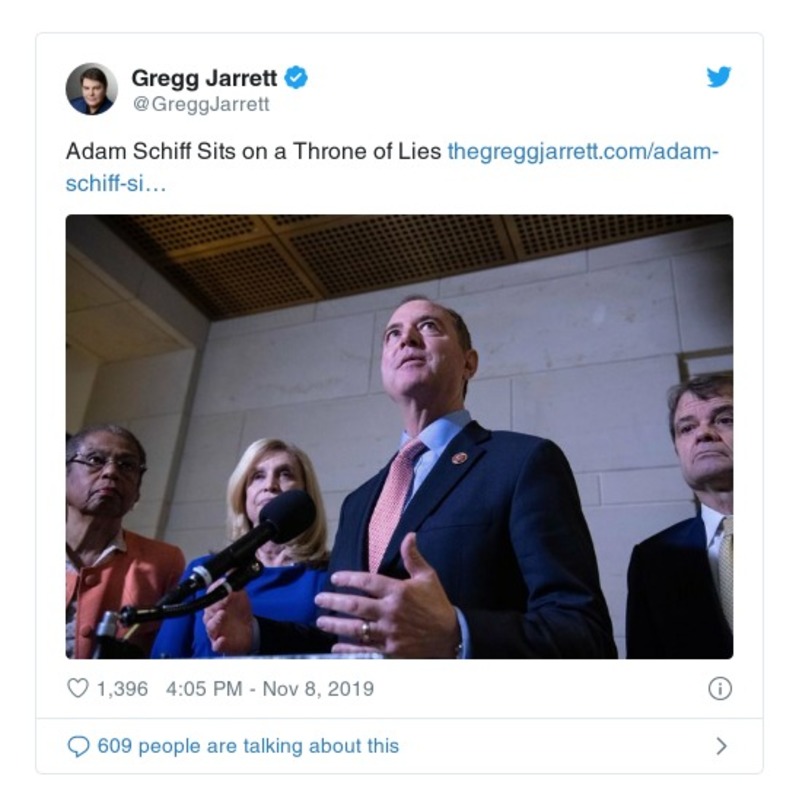 Gregg Jarrett
@GreggJarrett
Adam Schiff Sits on a Throne of Lies thegreggjarrett.com/adam-
schiff-si…
1,396 4:05 PM - Nov 8, 2019
609 people are talking about this